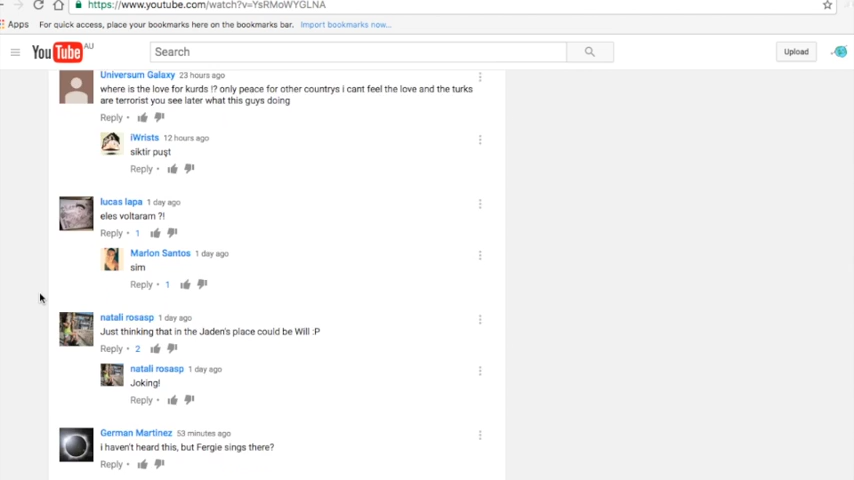 https://www.youtube.com/watch?v=YsRMoWYGLNA
Apps For quick access, place your bookmarks here on the bookmarks bar. Import bookmarks now...
YouTube AU Search Upload
Universum Galaxy 23 hours ago
where is the love for kurds !? only peace for other countrys i cant feel the love and the turks
are terrorist you see later what this guys doing
Reply •
iWrists 12 hours ago
siktir puşt
Reply •
lucas lapa 1 day ago
eles voltaram ?!
Reply • 1
Marlon Santos 1 day ago
sim
Reply • 1
natali rosasp 1 day ago
Just thinking that in the Jaden's place could be Will :P
Reply • 2
natali rosasp 1 day ago
Joking!
Reply •
German Martinez 53 minutes ago
i haven't heard this, but Fergie sings there?
Reply •